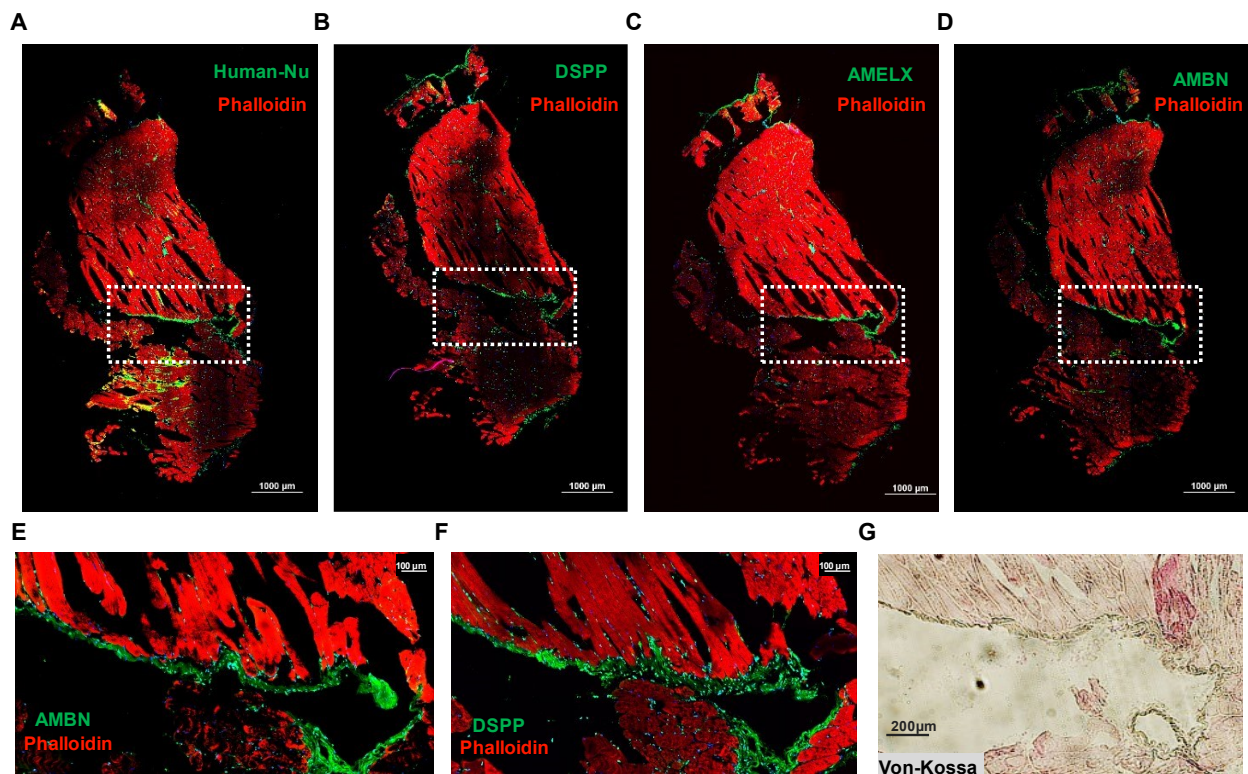 A
B
C
D
Human-Nu
Phalloidin
DSPP
Phalloidin
AMELX
Phalloidin
AMBN
Phalloidin
1000 µm
1000 µm
1000 µm
1000 µm
E
F
G
100 µm
AMBN
Phalloidin
100 µm
DSPP
Phalloidin
200µm
Von-Kossa